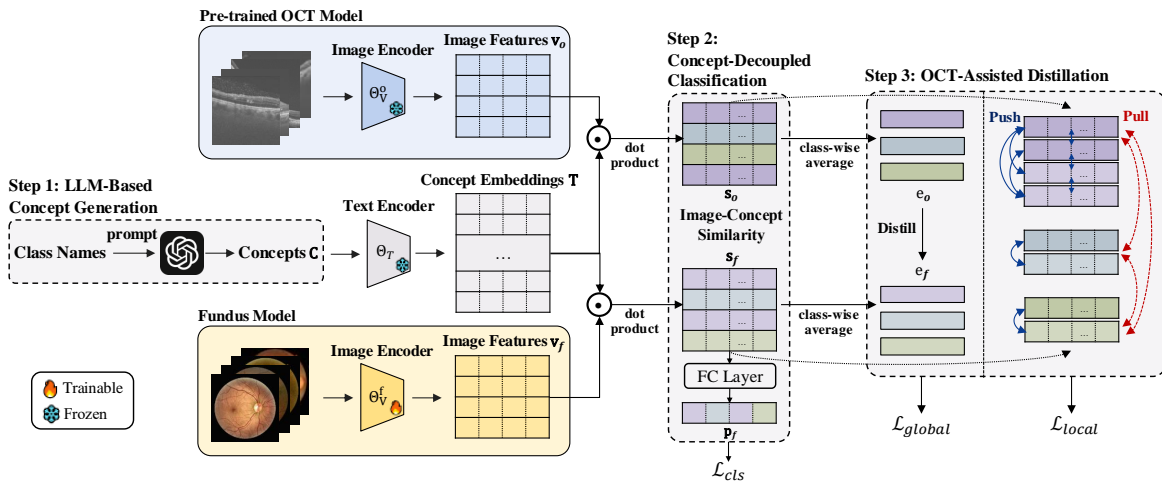 Pre-trained OCT Model
Image Encoder
Θ_V^o
Image Features v_o
Step 1: LLM-Based
Concept Generation
Class Names
prompt
Concepts C
Text Encoder
Θ_T
Concept Embeddings T
...
Fundus Model
Image Encoder
Θ_V^f
Image Features v_f
Trainable
Frozen
dot
product
dot
product
Step 2:
Concept-Decoupled
Classification
...
...
...
...
s_o
Image-Concept
Similarity
s_f
...
...
...
...
FC Layer
p_f
ℒ_cls
class-wise
average
class-wise
average
Step 3: OCT-Assisted Distillation
e_o
Distill
e_f
ℒ_global
Push
Pull
...
...
...
...
...
...
...
...
ℒ_local